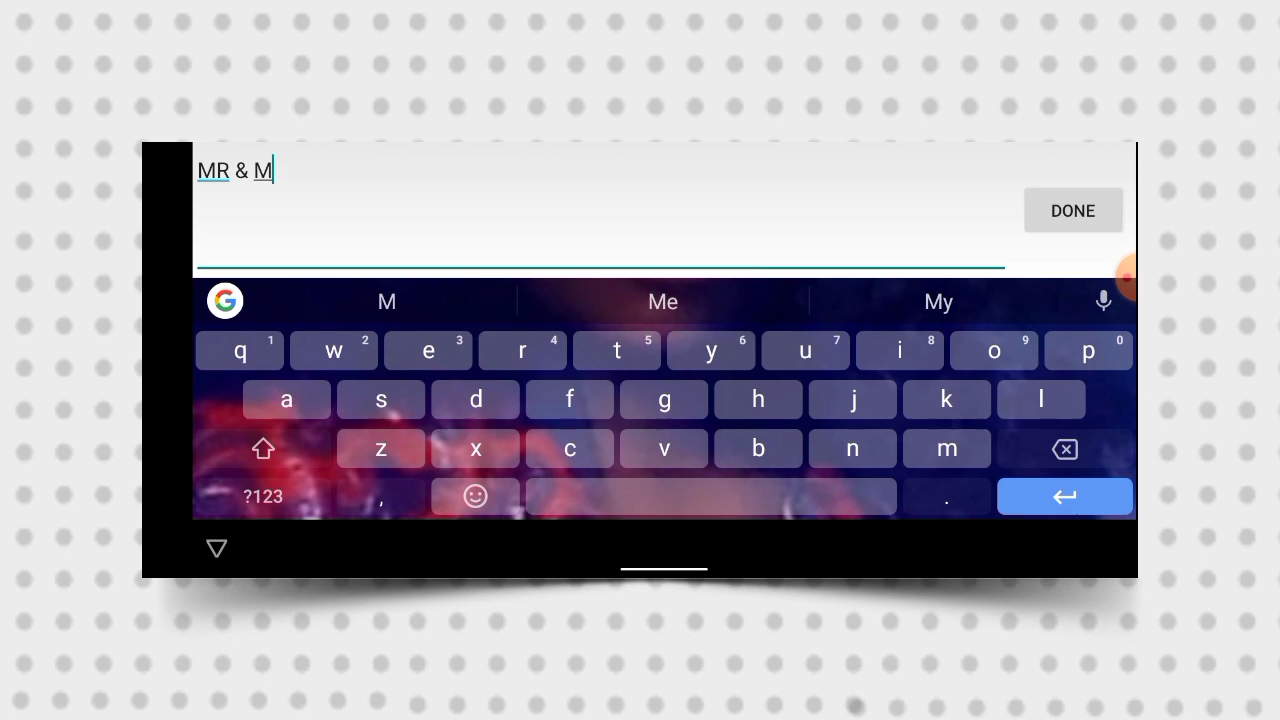 MR & M
DONE
G M Me My
q 1 w 2 e 3 r 4 t 5 y 6 u 7 i 8 o 9 p 0
a s d f g h j k l
z x c v b n m
?123 , .